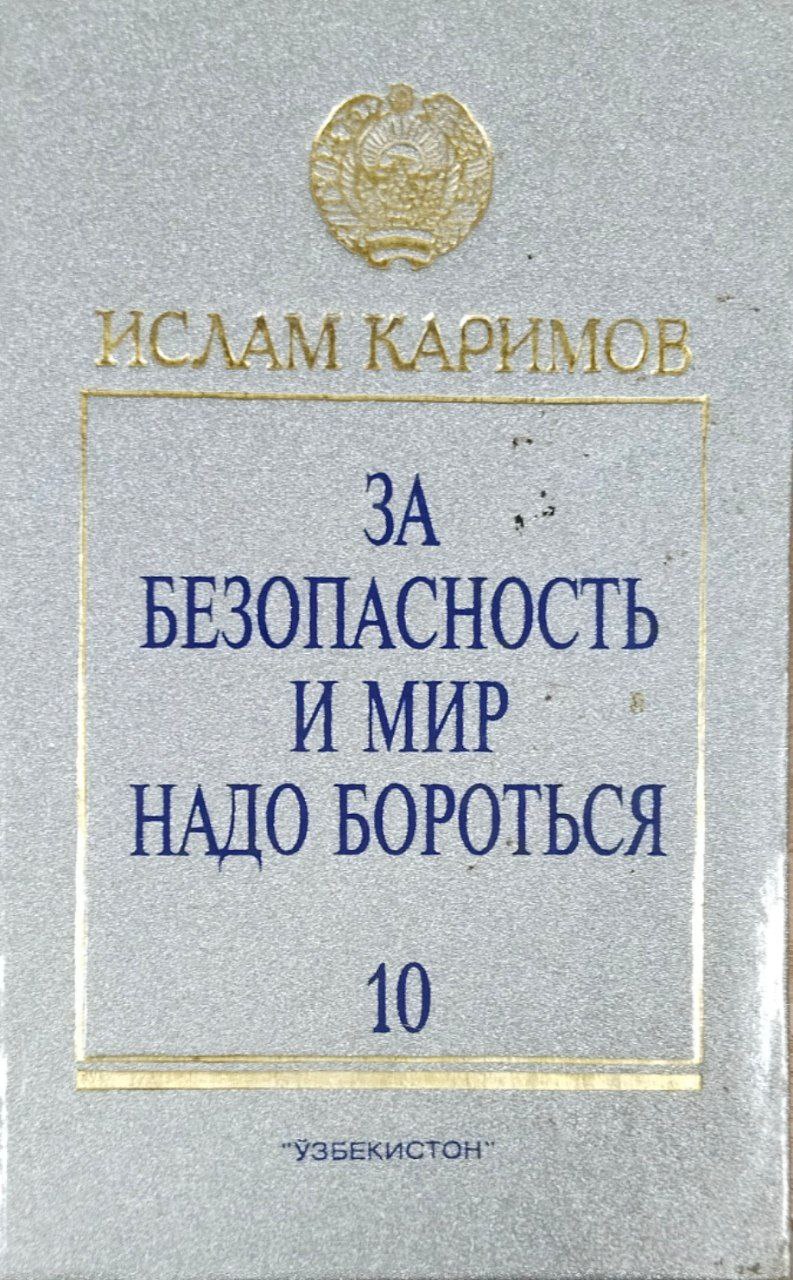 ИСЛАМ КАРИМОВ
ЗА
БЕЗОПАСНОСТЬ
И МИР
НАДО БОРОТЬСЯ
10
"ЎЗБЕКИСТОН"